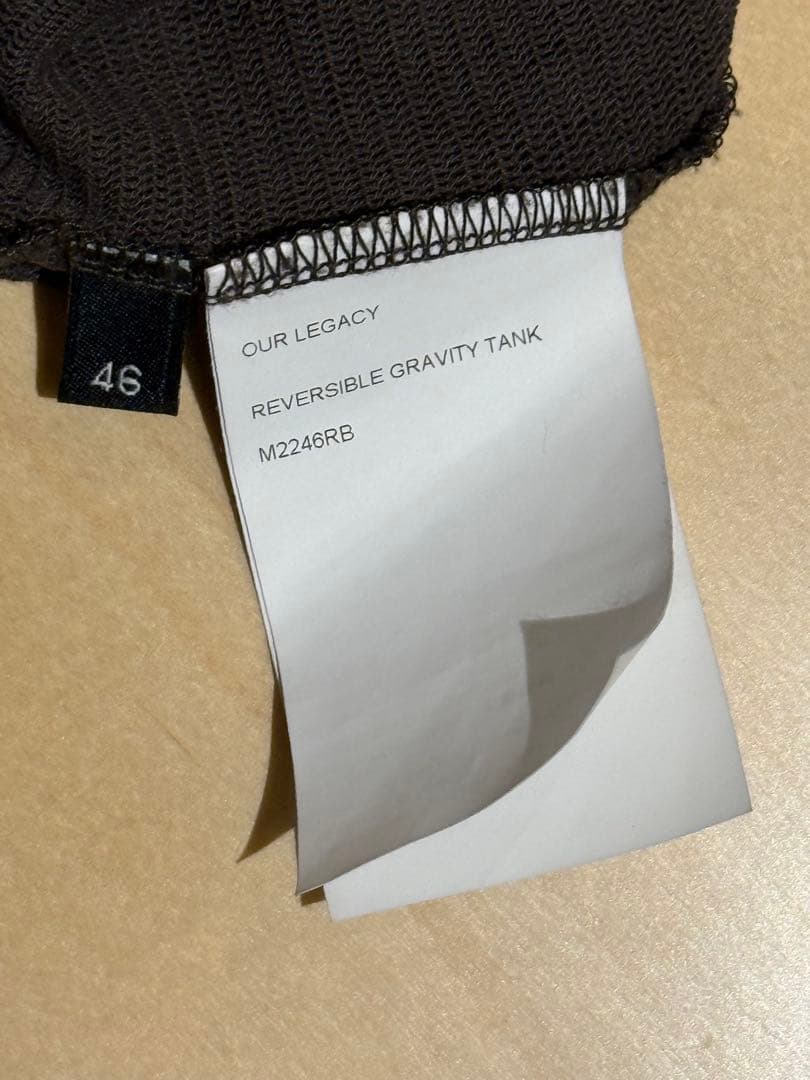 46
OUR LEGACY
REVERSIBLE GRAVITY TANK
M2246RB